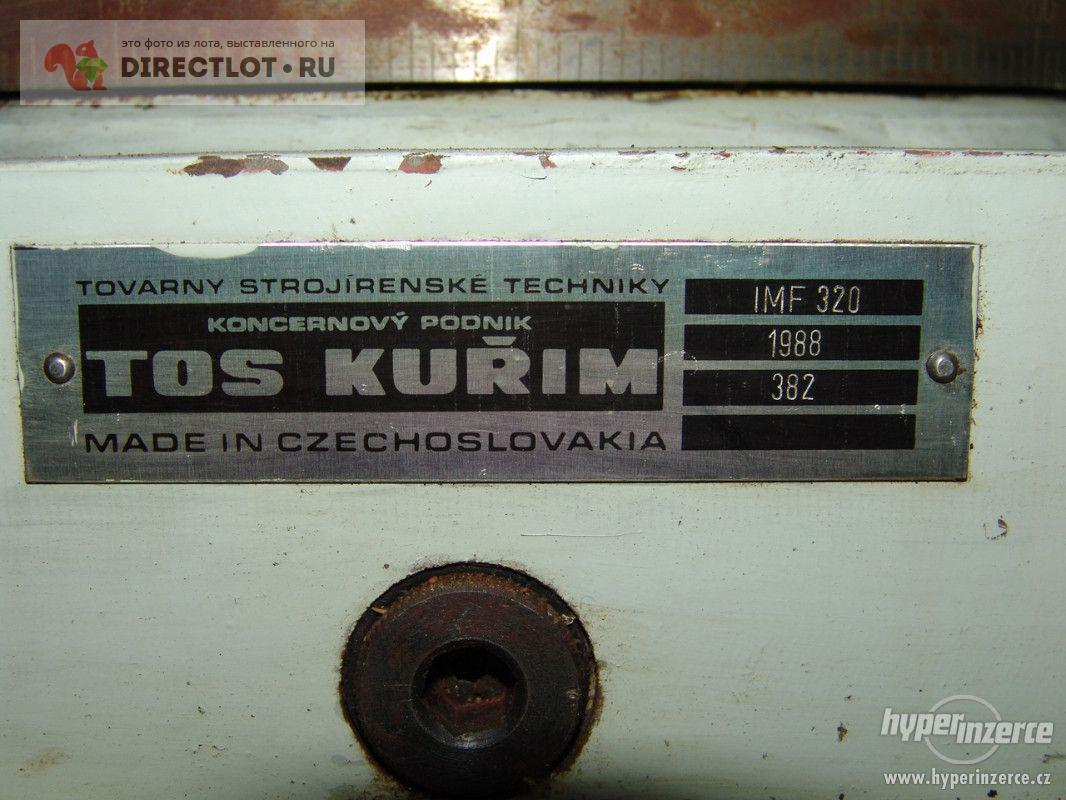 это фото из лота, выставленного на
DIRECTLOT•RU
TOVARNY STROJÍRENSKÉ TECHNIKY
KONCERNOVÝ PODNIK
TOS KUŘIM
MADE IN CZECHOSLOVAKIA
IMF 320
1988
382
hyperinzerce
www.hyperinzerce.cz